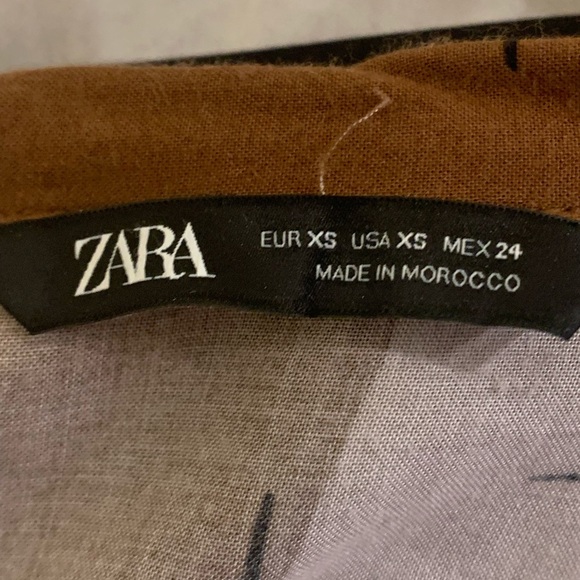 ZARA
EUR XS USA XS MEX 24
MADE IN MOROCCO